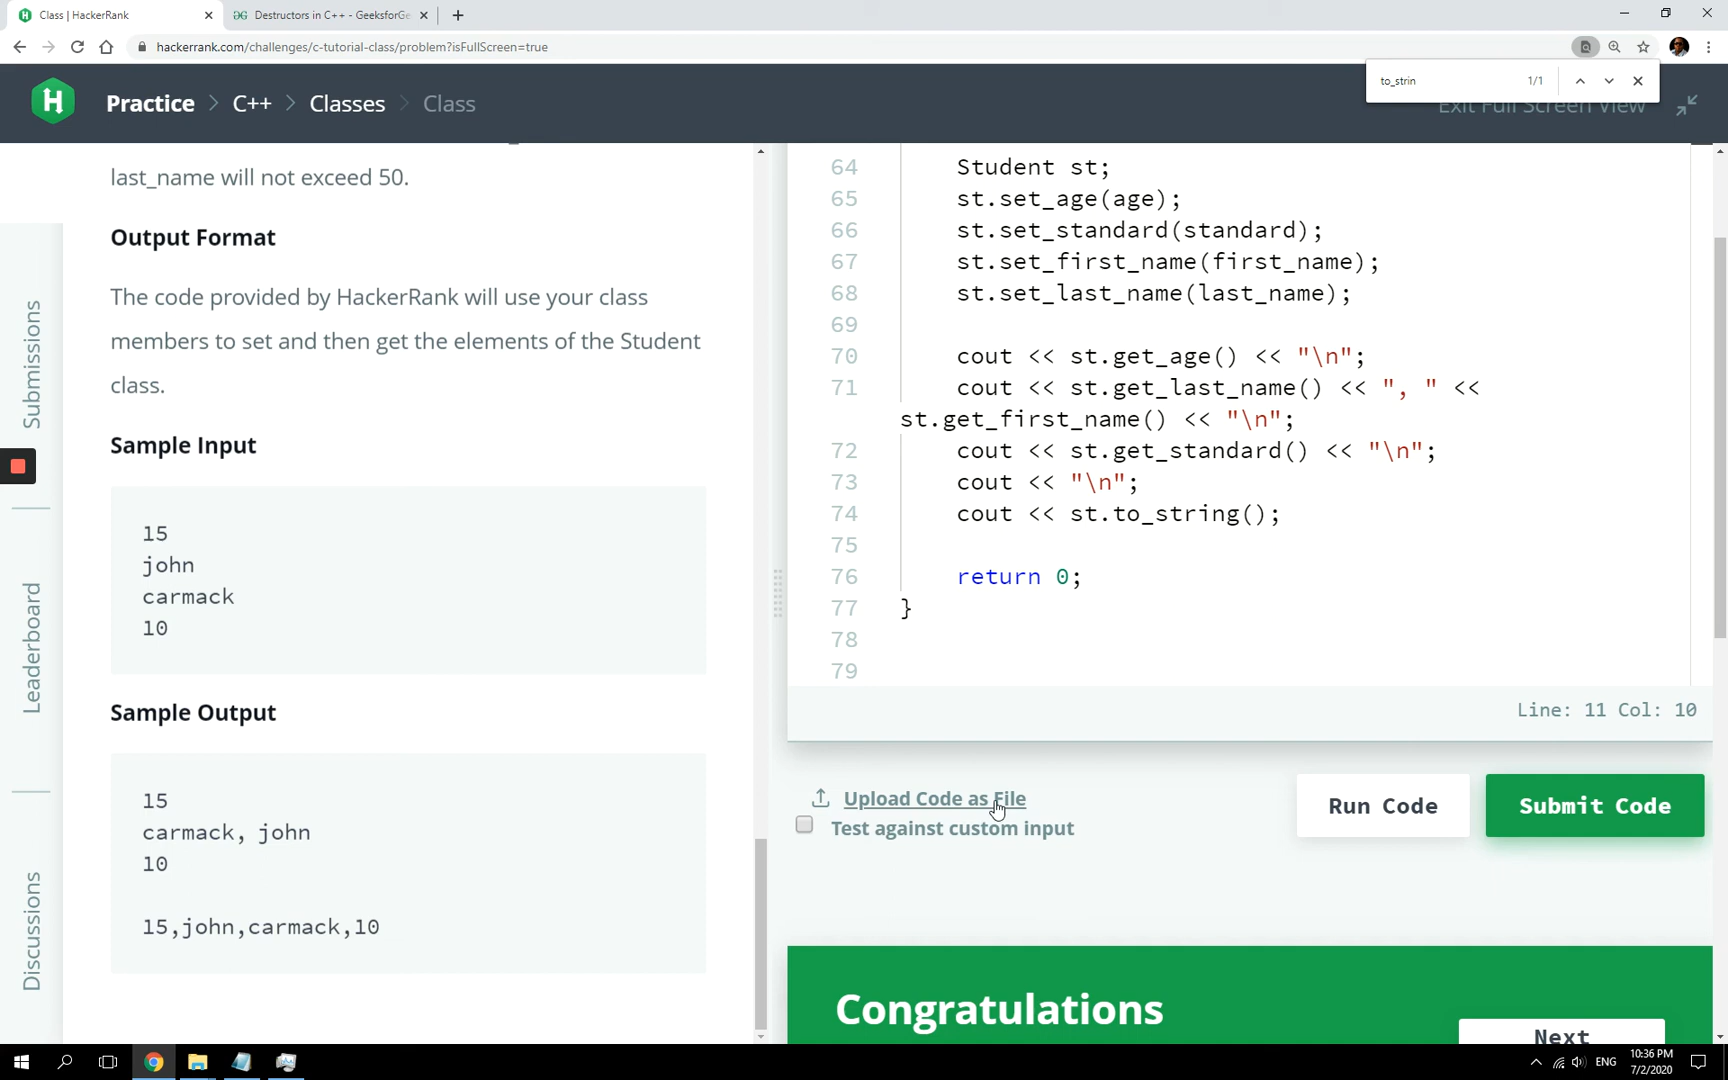 Class | HackerRank
Destructors in C++ - GeeksforGe
hackerrank.com/challenges/c-tutorial-class/problem?isFullScreen=true
to_strin 1/1
Practice > C++ > Classes > Class
Exit Full Screen View
last_name will not exceed 50.
Output Format
The code provided by HackerRank will use your class
members to set and then get the elements of the Student
class.
Sample Input
15
john
carmack
10
Sample Output
15
carmack, john
10
15,john,carmack,10
Submissions
Leaderboard
Discussions
64 Student st;
65 st.set_age(age);
66 st.set_standard(standard);
67 st.set_first_name(first_name);
68 st.set_last_name(last_name);
69
70 cout << st.get_age() << "\n";
71 cout << st.get_last_name() << ", " <<
st.get_first_name() << "\n";
72 cout << st.get_standard() << "\n";
73 cout << "\n";
74 cout << st.to_string();
75
76 return 0;
77 }
78
79
Line: 11 Col: 10
Upload Code as File
Test against custom input
Run Code
Submit Code
Congratulations
Next
ENG
10:36 PM
7/2/2020